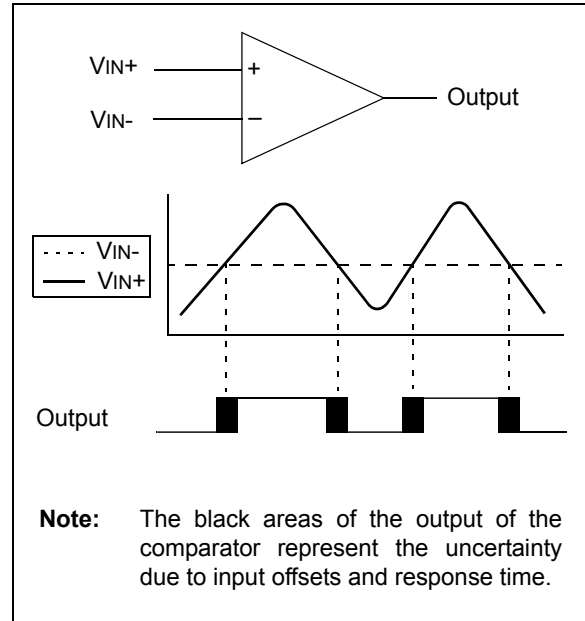 VIN+
+
Output
VIN-
−
VIN-
VIN+
Output
Note: The black areas of the output of the
comparator represent the uncertainty
due to input offsets and response time.